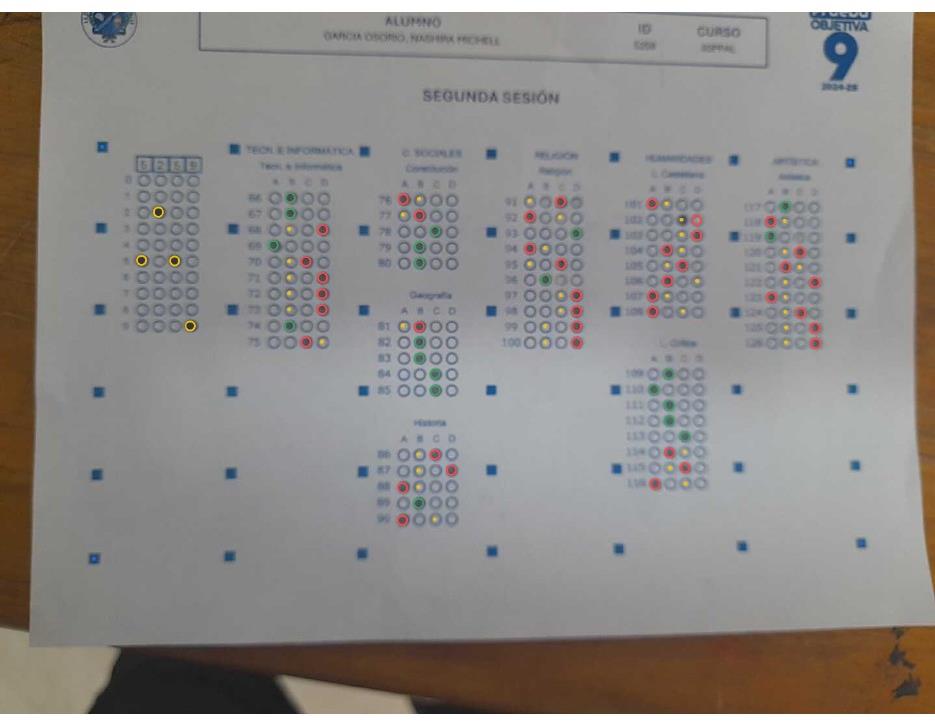 ALUMNO
GARCIA OSORIO, NASHIRA MICHELL
ID
5259
CURSO
Prueba
OBJETIVA
9
SEGUNDA SESIÓN
5 2 5 9
0
1
2
3
4
5
6
7
8
9
TECN. E INFORMÁTICA
Tecn. e Informática
A B C D
66
67
68
69
70
71
72
73
74
75
C. SOCIALES
Constitución
A B C D
76
77
78
79
80
Geografía
A B C D
81
82
83
84
85
Historia
A B C D
86
87
88
89
90
RELIGIÓN
Religión
A B C D
91
92
93
94
95
96
97
98
99
100
HUMANIDADES
L. Castellana
A B C D
101
102
103
104
105
106
107
108
L. Crítica
A B C D
109
110
111
112
113
114
115
116
ARTÍSTICA
Artística
A B C D
117
118
119
120
121
122
123
124
125
126